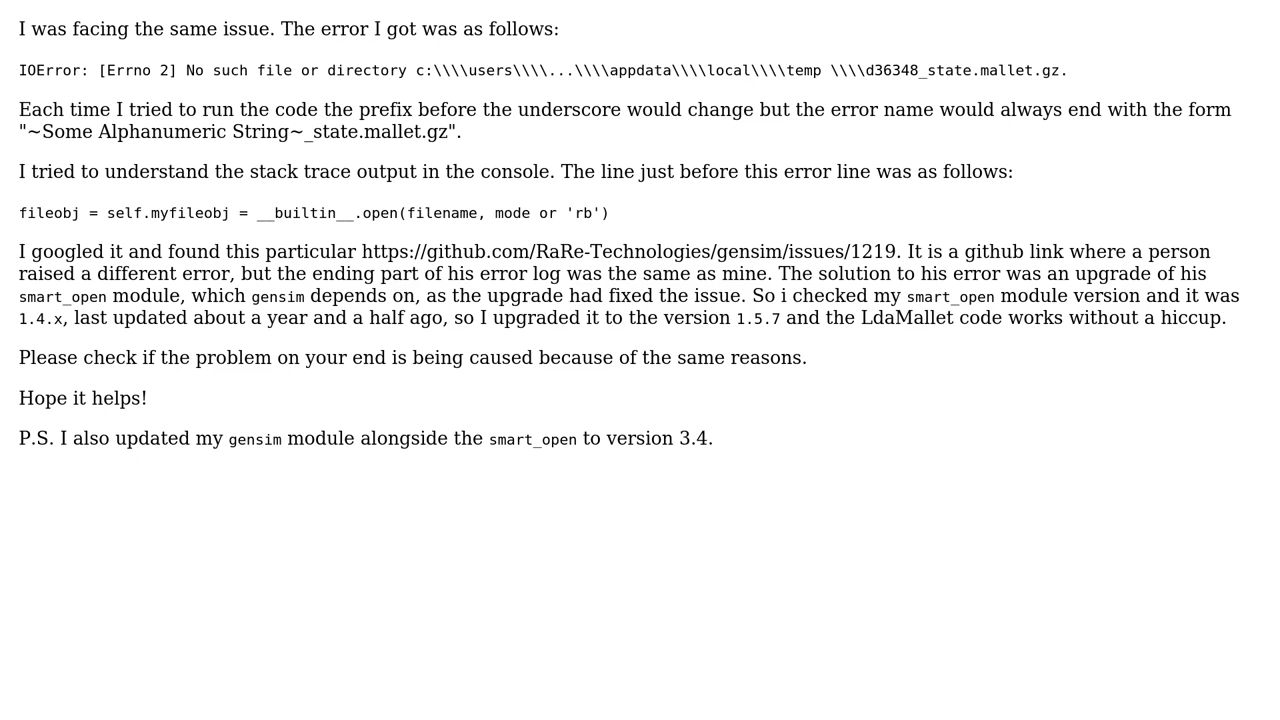 I was facing the same issue. The error I got was as follows:
IOError: [Errno 2] No such file or directory c:\\\\users\\\\...\\\\appdata\\\\local\\\\temp \\\\d36348_state.mallet.gz.
Each time I tried to run the code the prefix before the underscore would change but the error name would always end with the form
"~Some Alphanumeric String~_state.mallet.gz".
I tried to understand the stack trace output in the console. The line just before this error line was as follows:
fileobj = self.myfileobj = __builtin__.open(filename, mode or 'rb')
I googled it and found this particular https://github.com/RaRe-Technologies/gensim/issues/1219. It is a github link where a person
raised a different error, but the ending part of his error log was the same as mine. The solution to his error was an upgrade of his
smart_open module, which gensim depends on, as the upgrade had fixed the issue. So i checked my smart_open module version and it was
1.4.x, last updated about a year and a half ago, so I upgraded it to the version 1.5.7 and the LdaMallet code works without a hiccup.
Please check if the problem on your end is being caused because of the same reasons.
Hope it helps!
P.S. I also updated my gensim module alongside the smart_open to version 3.4.